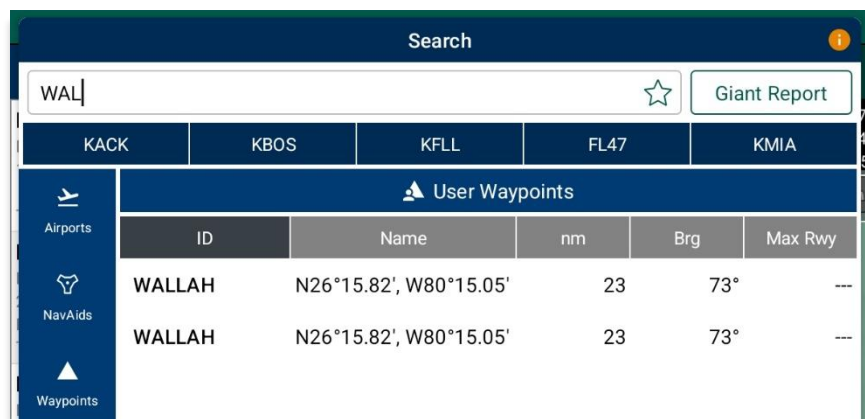 Search
WAL
Giant Report
KACK KBOS KFLL FL47 KMIA
Airports
User Waypoints
ID Name nm Brg Max Rwy
NavAids
WALLAH N26°15.82', W80°15.05' 23 73° ---
WALLAH N26°15.82', W80°15.05' 23 73° ---
Waypoints